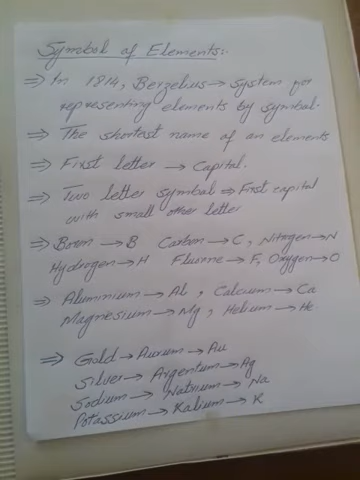 Symbol of Elements:-
⇒ In 1814, Berzelius → system for
representing elements by symbol.
⇒ The shortest name of an elements
⇒ First letter → Capital.
⇒ Two letter symbol ⇒ First capital
with small other letter
⇒ Boron → B Carbon → C, Nitrogen → N
Hydrogen → H Fluorine → F, Oxygen → O
⇒ Aluminium → Al, Calcium → Ca
Magnesium → Mg, Helium → He
⇒ Gold → Aurum → Au
Silver → Argentum → Ag
Sodium → Natrium → Na
Potassium → Kalium → K